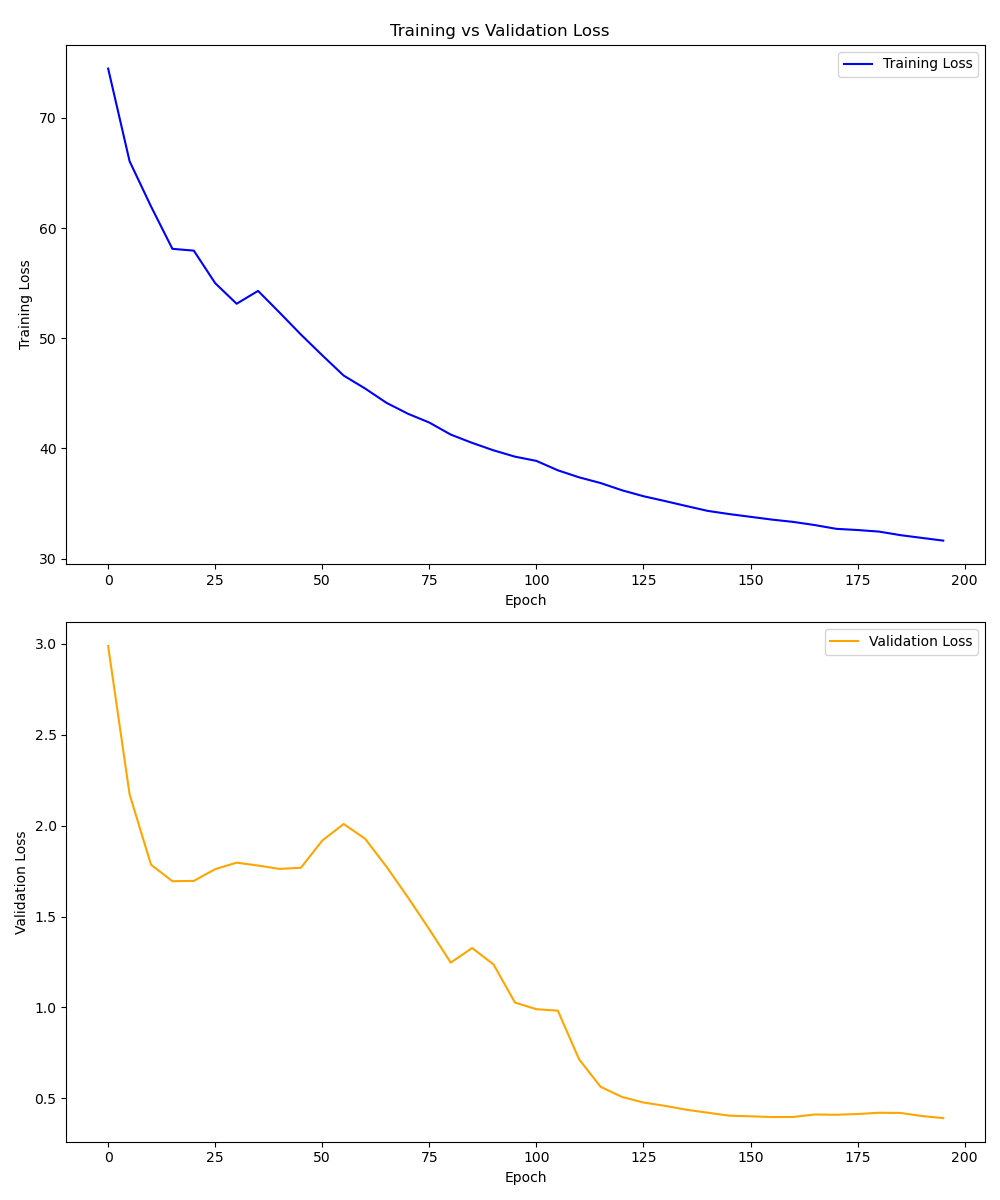 Training vs Validation Loss
Training Loss
70
60
50
40
30
Training Loss
0 25 50 75 100 125 150 175 200
Epoch
Validation Loss
3.0
2.5
2.0
1.5
1.0
0.5
Validation Loss
0 25 50 75 100 125 150 175 200
Epoch